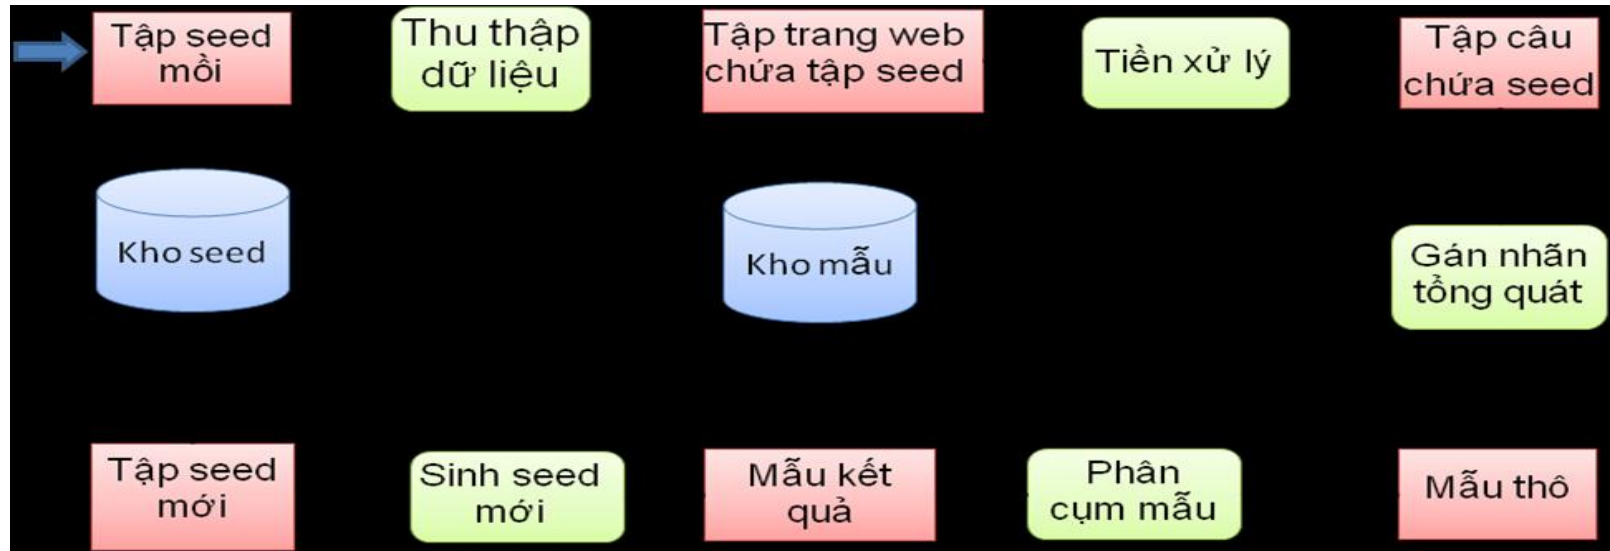 Tập seed
mồi
Thu thập
dữ liệu
Tập trang web
chứa tập seed
Tiền xử lý
Tập câu
chứa seed
Kho seed
Kho mẫu
Gán nhãn
tổng quát
Tập seed
mới
Sinh seed
mới
Mẫu kết
quả
Phân
cụm mẫu
Mẫu thô